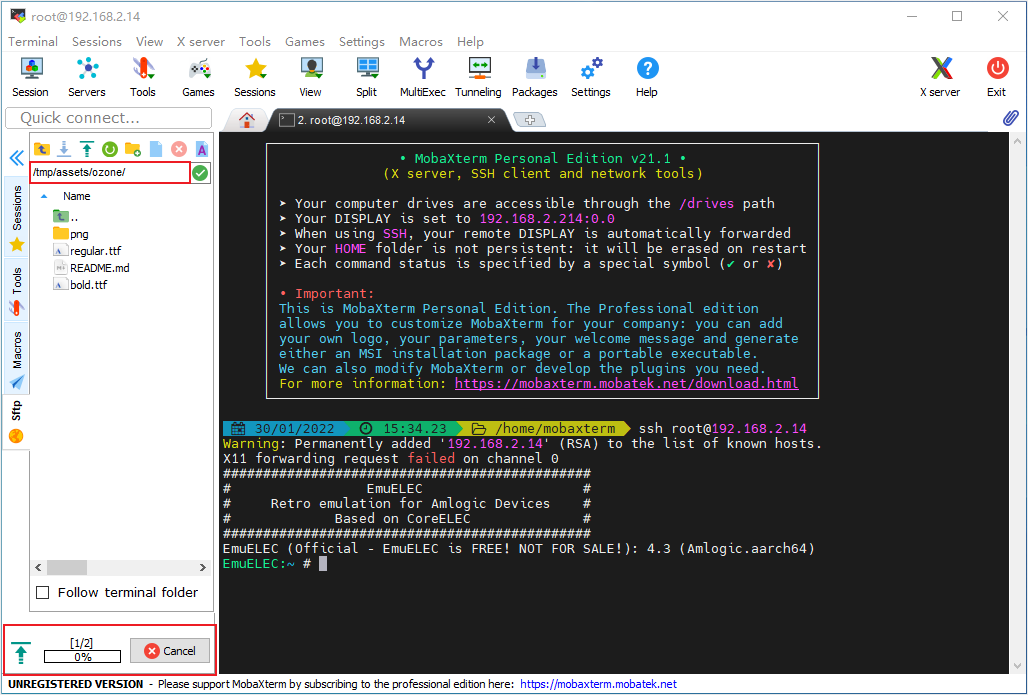 root@192.168.2.14
Terminal Sessions View X server Tools Games Settings Macros Help
Session Servers Tools Games Sessions View Split MultiExec Tunneling Packages Settings Help X server Exit
Quick connect...
2. root@192.168.2.14
/tmp/assets/ozone/
Name
..
png
regular.ttf
README.md
bold.ttf
Sessions
Tools
Macros
Sftp
Follow terminal folder
[1/2]
0%
Cancel
• MobaXterm Personal Edition v21.1 •
(X server, SSH client and network tools)
➤ Your computer drives are accessible through the /drives path
➤ Your DISPLAY is set to 192.168.2.214:0.0
➤ When using SSH, your remote DISPLAY is automatically forwarded
➤ Your HOME folder is not persistent: it will be erased on restart
➤ Each command status is specified by a special symbol (✔ or ✘)
• Important:
This is MobaXterm Personal Edition. The Professional edition
allows you to customize MobaXterm for your company: you can add
your own logo, your parameters, your welcome message and generate
either an MSI installation package or a portable executable.
We can also modify MobaXterm or develop the plugins you need.
For more information: https://mobaxterm.mobatek.net/download.html
30/01/2022 15:34.23 /home/mobaxterm ssh root@192.168.2.14
Warning: Permanently added '192.168.2.14' (RSA) to the list of known hosts.
X11 forwarding request failed on channel 0
##############################################
# EmuELEC #
# Retro emulation for Amlogic Devices #
# Based on CoreELEC #
##############################################
EmuELEC (Official - EmuELEC is FREE! NOT FOR SALE!): 4.3 (Amlogic.aarch64)
EmuELEC:~ #
UNREGISTERED VERSION - Please support MobaXterm by subscribing to the professional edition here: https://mobaxterm.mobatek.net